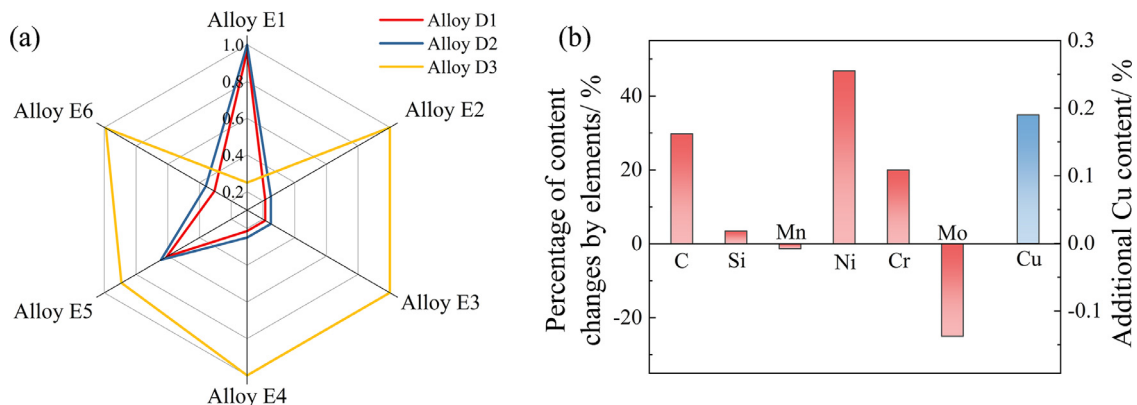 (a)
Alloy E1
Alloy D1
Alloy D2
Alloy D3
1.0
0.8
0.6
0.4
0.2
Alloy E6
Alloy E2
Alloy E5
Alloy E3
Alloy E4
(b)
Percentage of content
changes by elements/ %
40
20
0
-20
C
Si
Mn
Ni
Cr
Mo
Cu
0.3
0.2
0.1
0.0
-0.1
Additional Cu content/ %